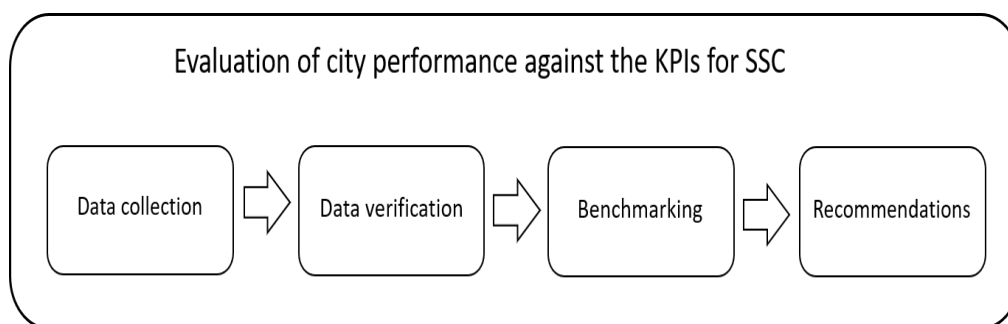 Evaluation of city performance against the KPIs for SSC
Data collection
Data verification
Benchmarking
Recommendations